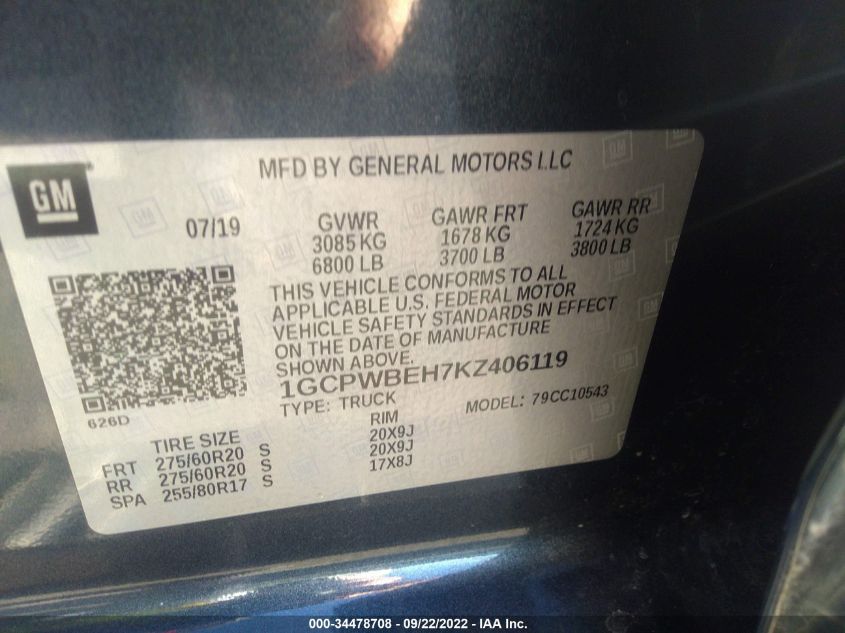 GM
MFD BY GENERAL MOTORS LLC
07/19
GVWR GAWR FRT GAWR RR
3085 KG 1678 KG 1724 KG
6800 LB 3700 LB 3800 LB
THIS VEHICLE CONFORMS TO ALL
APPLICABLE U.S. FEDERAL MOTOR
VEHICLE SAFETY STANDARDS IN EFFECT
ON THE DATE OF MANUFACTURE
SHOWN ABOVE.
1GCPWBEH7KZ406119
TYPE: TRUCK MODEL: 79CC10543
626D
TIRE SIZE RIM
FRT 275/60R20 S 20X9J
RR 275/60R20 S 20X9J
SPA 255/80R17 S 17X8J
000-34478708 - 09/22/2022 - IAA Inc.